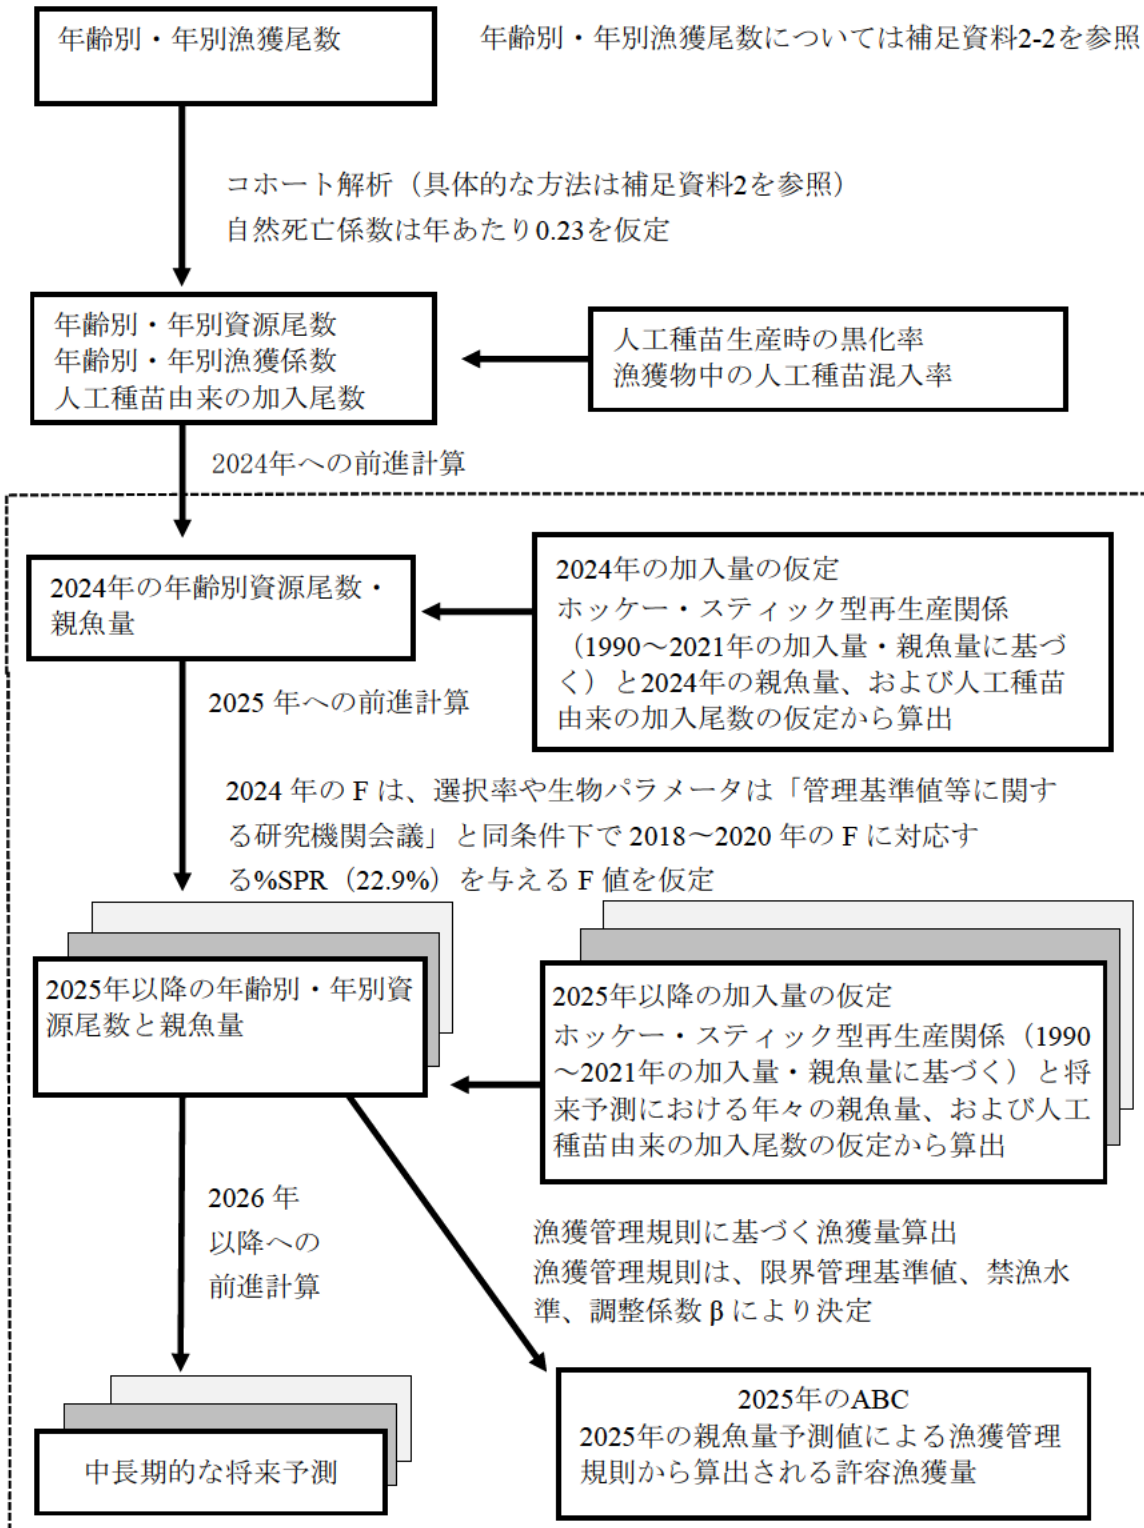 年齢別・年別漁獲尾数
年齢別・年別漁獲尾数については補足資料2-2を参照
コホート解析（具体的な方法は補足資料2を参照）
自然死亡係数は年あたり0.23を仮定
年齢別・年別資源尾数
年齢別・年別漁獲係数
人工種苗由来の加入尾数
人工種苗生産時の黒化率
漁獲物中の人工種苗混入率
2024年への前進計算
2024年の年齢別資源尾数・
親魚量
2024年の加入量の仮定
ホッケー・スティック型再生産関係
（1990～2021年の加入量・親魚量に基づ
く）と2024年の親魚量、および人工種苗
由来の加入尾数の仮定から算出
2025 年への前進計算
2024 年の F は、選択率や生物パラメータは「管理基準値等に関す
る研究機関会議」と同条件下で 2018～2020 年の F に対応す
る%SPR（22.9%）を与える F 値を仮定
2025年以降の年齢別・年別資
源尾数と親魚量
2025年以降の加入量の仮定
ホッケー・スティック型再生産関係（1990
～2021年の加入量・親魚量に基づく）と将
来予測における年々の親魚量、および人工
種苗由来の加入尾数の仮定から算出
2026 年
以降への
前進計算
漁獲管理規則に基づく漁獲量算出
漁獲管理規則は、限界管理基準値、禁漁水
準、調整係数 β により決定
中長期的な将来予測
2025年のABC
2025年の親魚量予測値による漁獲管理
規則から算出される許容漁獲量